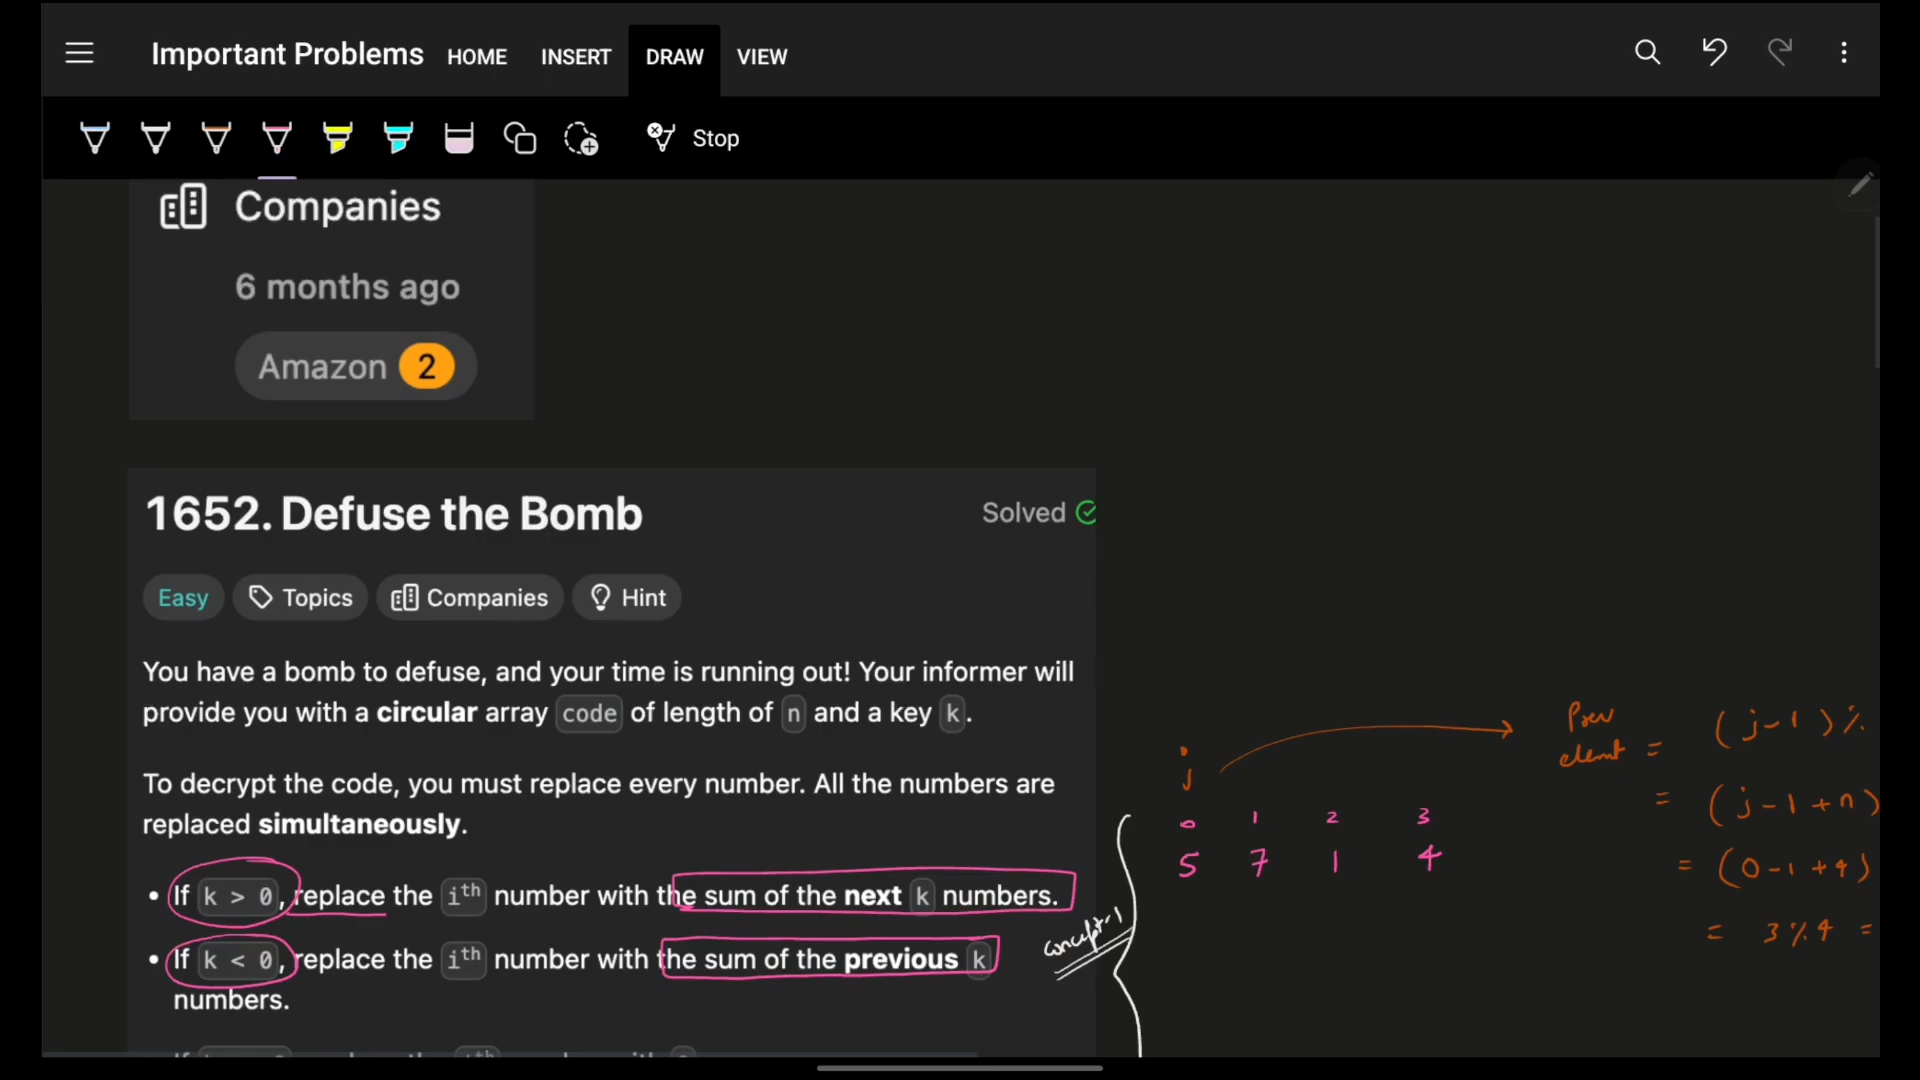 Important Problems HOME INSERT DRAW VIEW
Stop
Companies
6 months ago
Amazon 2
1652. Defuse the Bomb Solved
Easy Topics Companies Hint
You have a bomb to defuse, and your time is running out! Your informer will
provide you with a circular array code of length of n and a key k.
To decrypt the code, you must replace every number. All the numbers are
replaced simultaneously.
• If k > 0, replace the ith number with the sum of the next k numbers.
• If k < 0, replace the ith number with the sum of the previous k
numbers.
concept-1
j
0 1 2 3
5 7 1 4
Prev
elemt = (j-1)%
= (j-1+n)
= (0-1+4)
= 3%4 =